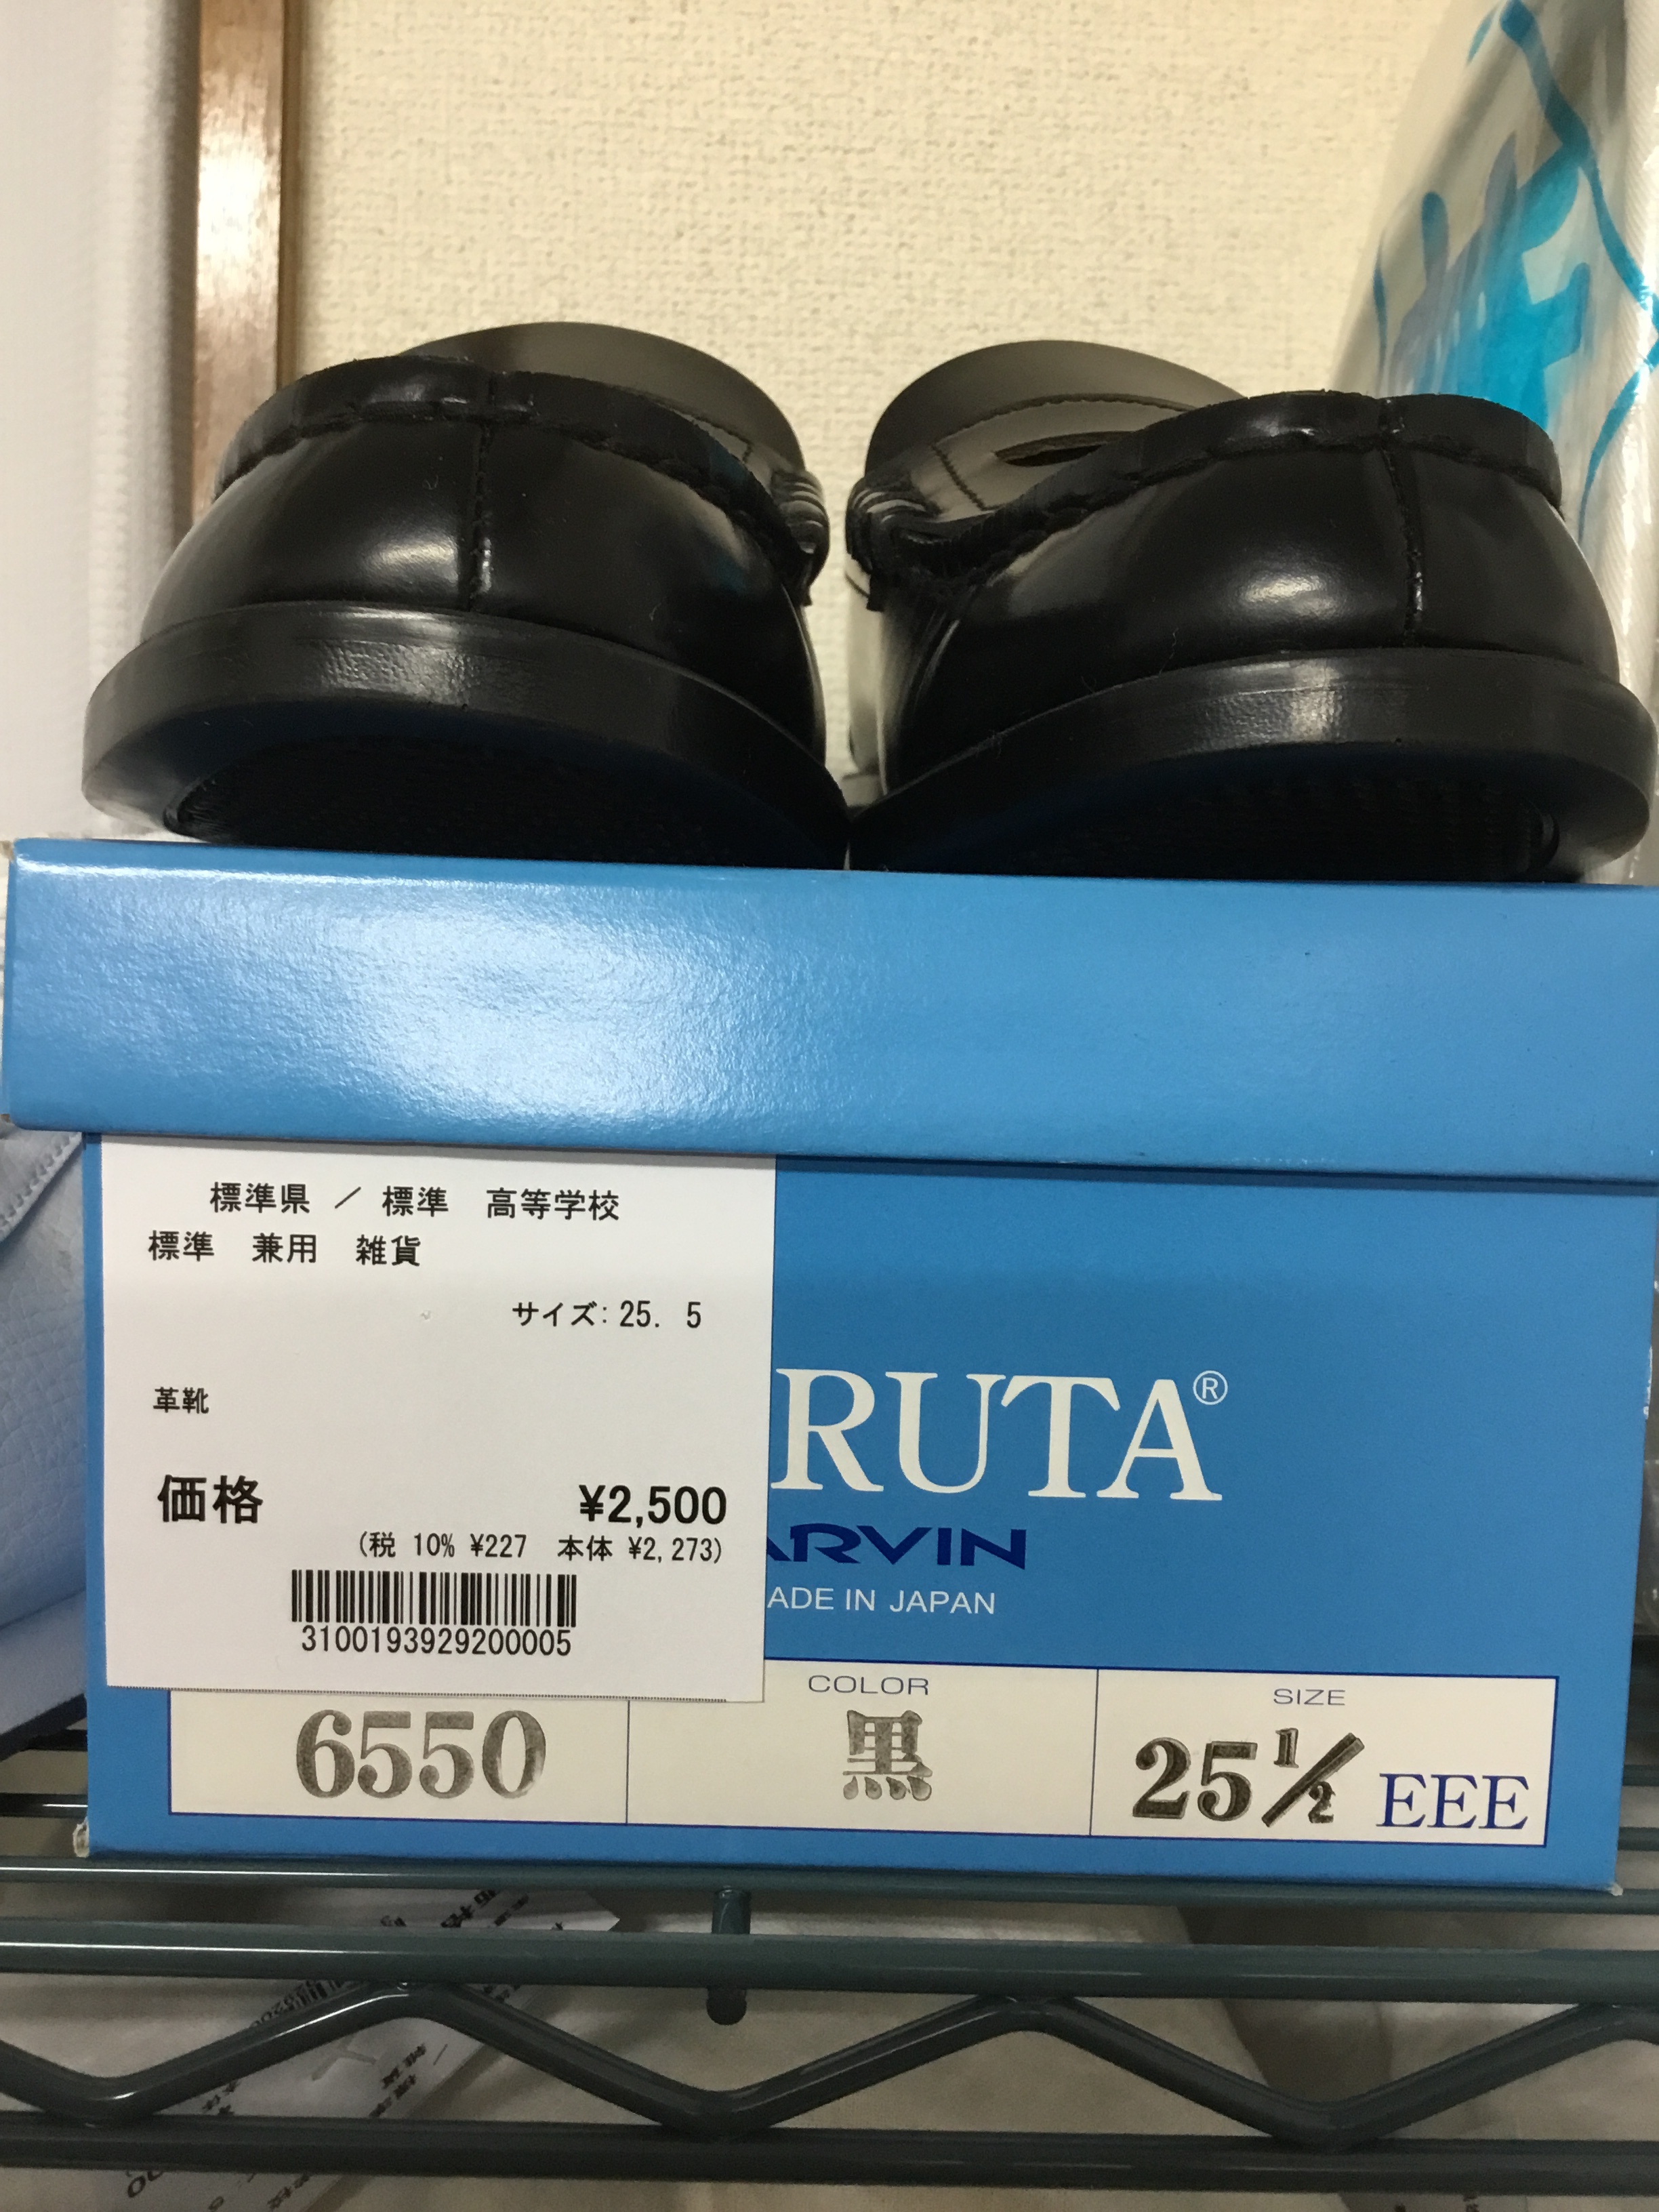 標準県 ／ 標準 高等学校
標準 兼用 雑貨
サイズ: 25. 5
革靴
価格 ¥2,500
(税 10% ¥227 本体 ¥2,273)
3100193929200005
RUTA®
ARVIN
ADE IN JAPAN
COLOR
SIZE
6550
黒
25 1/2 EEE